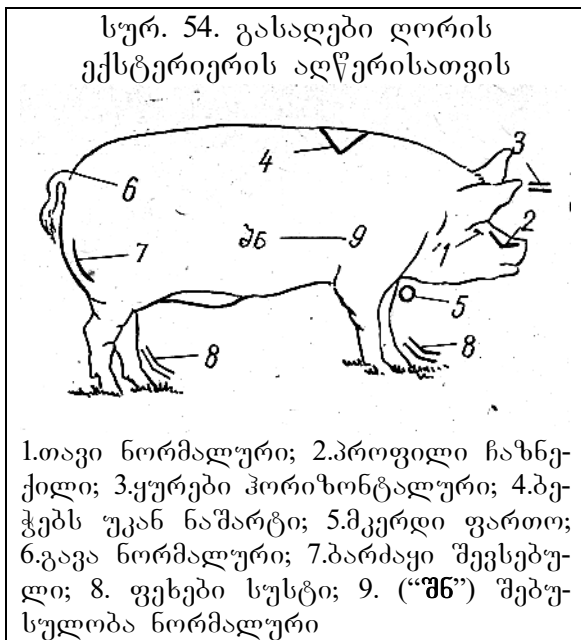 სურ. 54. გასაღები ღორის
ექსტერიერის აღწერისათვის
3
4
6
2
შნ 9
1
7
5
8
8
1.თავი ნორმალური; 2.პროფილი ჩაზნე-
ქილი; 3.ყურები ჰორიზონტალური; 4.ბე-
ჭებს უკან ნაშარტი; 5.მკერდი ფართო;
6.გავა ნორმალური; 7.ბარძაყი შევსებუ-
ლი; 8. ფეხები სუსტი; 9. (“შნ”) შებუ-
სულობა ნორმალური